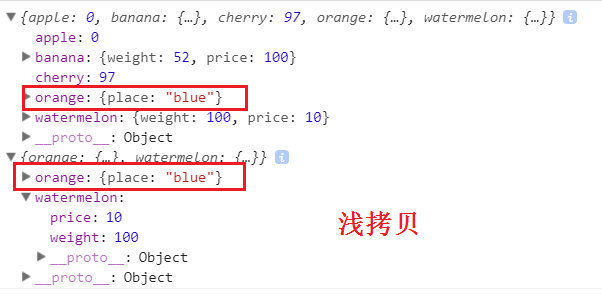 ▼ {apple: 0, banana: {…}, cherry: 97, orange: {…}, watermelon: {…}} i
apple: 0
▶ banana: {weight: 52, price: 100}
cherry: 97
▶ orange: {place: "blue"}
▶ watermelon: {weight: 100, price: 10}
▶ __proto__: Object
▼ {orange: {…}, watermelon: {…}} i
▶ orange: {place: "blue"}
▼ watermelon:
price: 10
weight: 100
▶ __proto__: Object
▶ __proto__: Object
浅拷贝